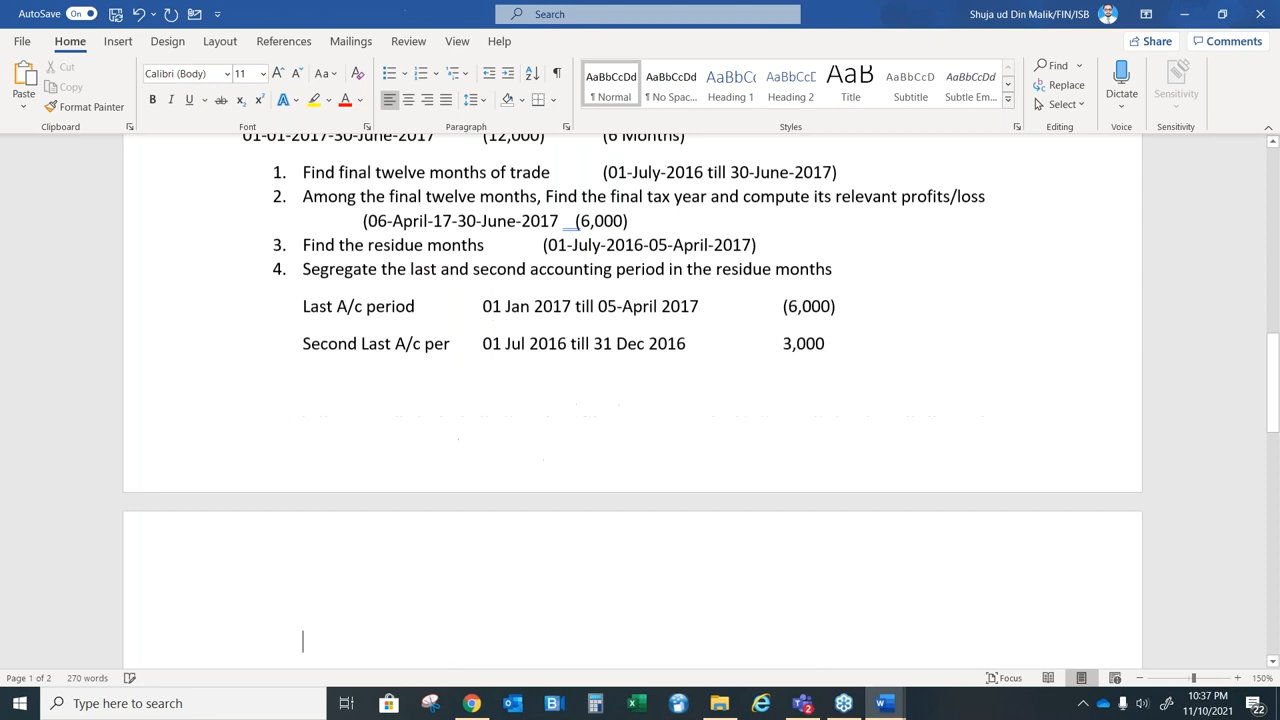 AutoSave On Search Shuja ud Din Malik/FIN/ISB
File Home Insert Design Layout References Mailings Review View Help Share Comments
Paste Cut Copy Format Painter
Calibri (Body) 11
AaBbCcDd AaBbCcDd AaBbC AaBbCcD AaB AaBbCcD AaBbCcDd
¶ Normal ¶ No Spac... Heading 1 Heading 2 Title Subtitle Subtle Em...
Find Replace Select Dictate Sensitivity
Clipboard Font Paragraph Styles Editing Voice Sensitivity
01-01-2017-30-June-2017 (12,000) (6 Months)
1. Find final twelve months of trade (01-July-2016 till 30-June-2017)
2. Among the final twelve months, Find the final tax year and compute its relevant profits/loss
(06-April-17-30-June-2017 (6,000)
3. Find the residue months (01-July-2016-05-April-2017)
4. Segregate the last and second accounting period in the residue months
Last A/c period 01 Jan 2017 till 05-April 2017 (6,000)
Second Last A/c per 01 Jul 2016 till 31 Dec 2016 3,000
Page 1 of 2 270 words Focus 150%
Type here to search 10:37 PM
11/10/2021 22